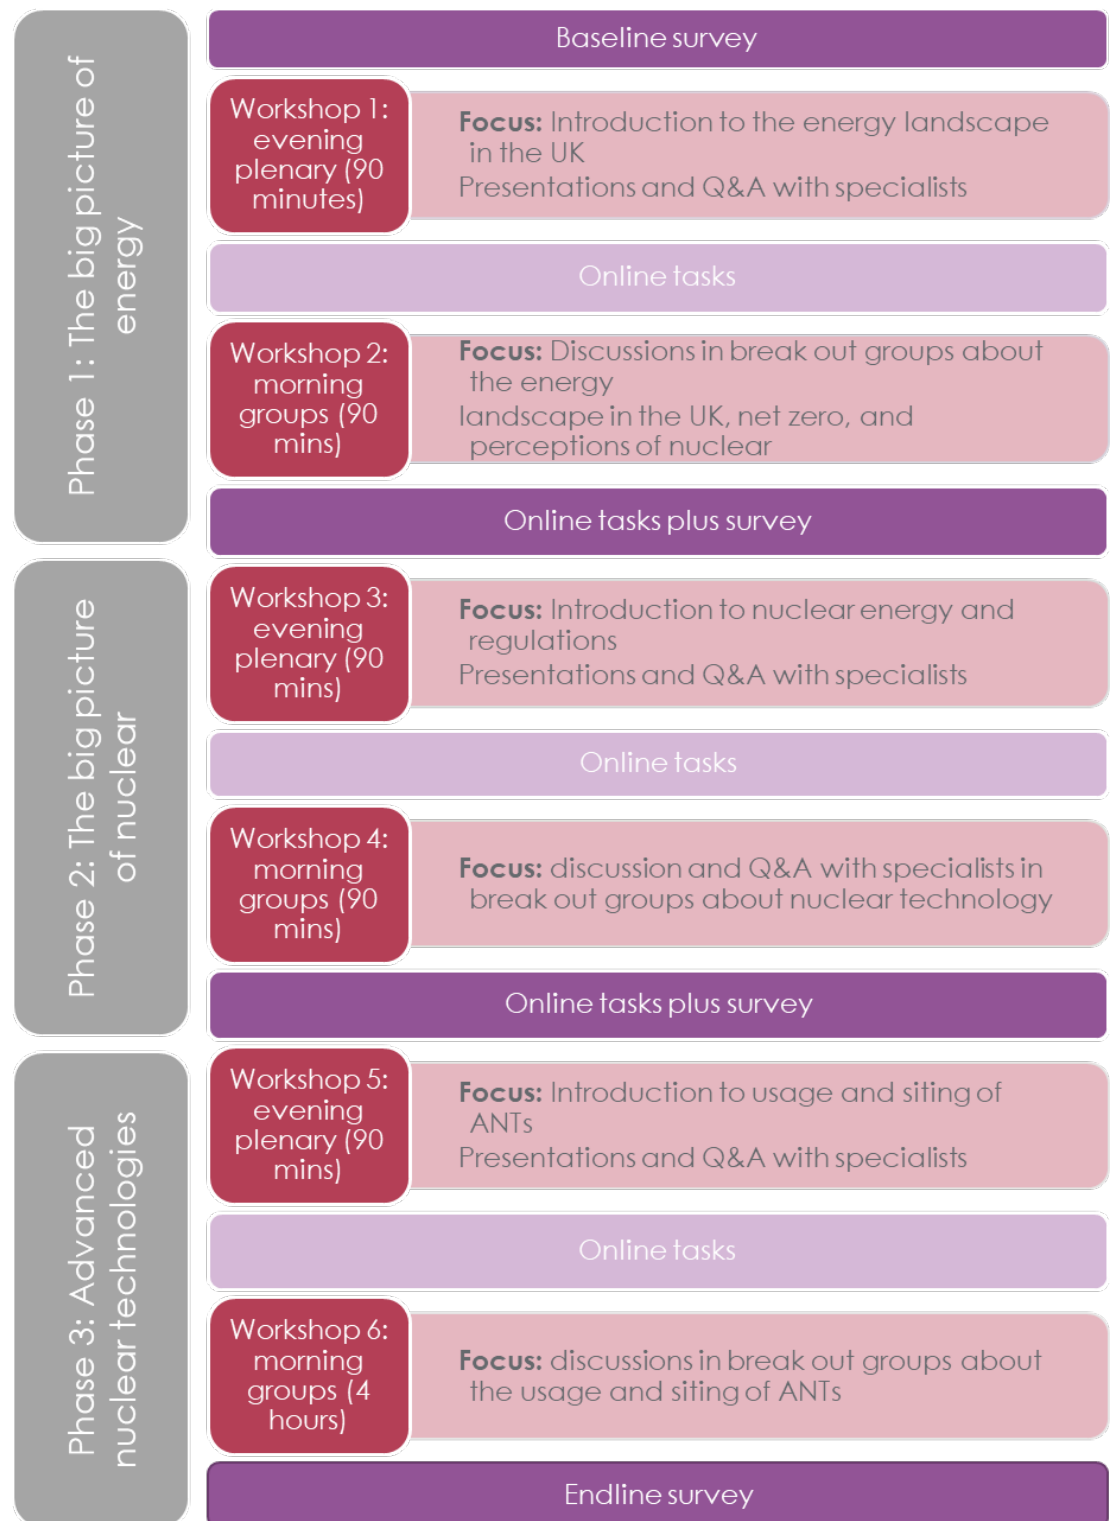 Phase 1: The big picture of
energy
Baseline survey
Workshop 1:
evening
plenary (90
minutes)
Focus: Introduction to the energy landscape
in the UK
Presentations and Q&A with specialists
Online tasks
Workshop 2:
morning
groups (90
mins)
Focus: Discussions in break out groups about
the energy
landscape in the UK, net zero, and
perceptions of nuclear
Online tasks plus survey
Phase 2: The big picture
of nuclear
Workshop 3:
evening
plenary (90
mins)
Focus: Introduction to nuclear energy and
regulations
Presentations and Q&A with specialists
Online tasks
Workshop 4:
morning
groups (90
mins)
Focus: discussion and Q&A with specialists in
break out groups about nuclear technology
Online tasks plus survey
Phase 3: Advanced
nuclear technologies
Workshop 5:
evening
plenary (90
mins)
Focus: Introduction to usage and siting of
ANTs
Presentations and Q&A with specialists
Online tasks
Workshop 6:
morning
groups (4
hours)
Focus: discussions in break out groups about
the usage and siting of ANTs
Endline survey